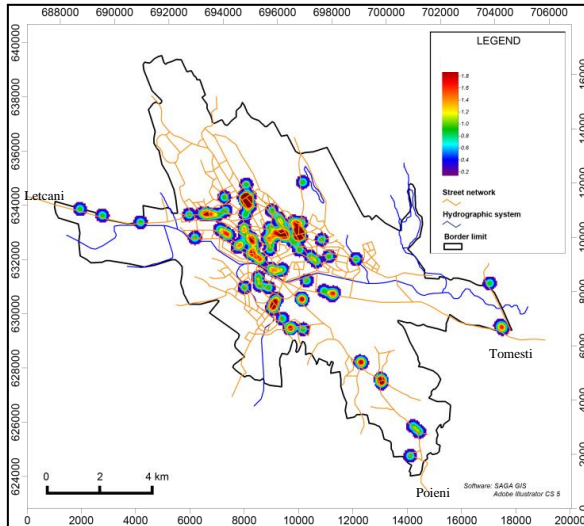 688000 690000 692000 694000 696000 698000 700000 702000 704000 706000
640000
638000
636000
634000
632000
630000
628000
626000
624000
16000
14000
12000
10000
8000
6000
4000
2000
LEGEND
1.8
1.6
1.4
1.2
1.0
0.8
0.6
0.4
0.2
Street network
Hydrographic system
Border limit
Letcani
Tomesti
Poieni
0 2 4 km
Software: SAGA GIS
Adobe Illustrator CS 5
0 2000 4000 6000 8000 10000 12000 14000 16000 18000